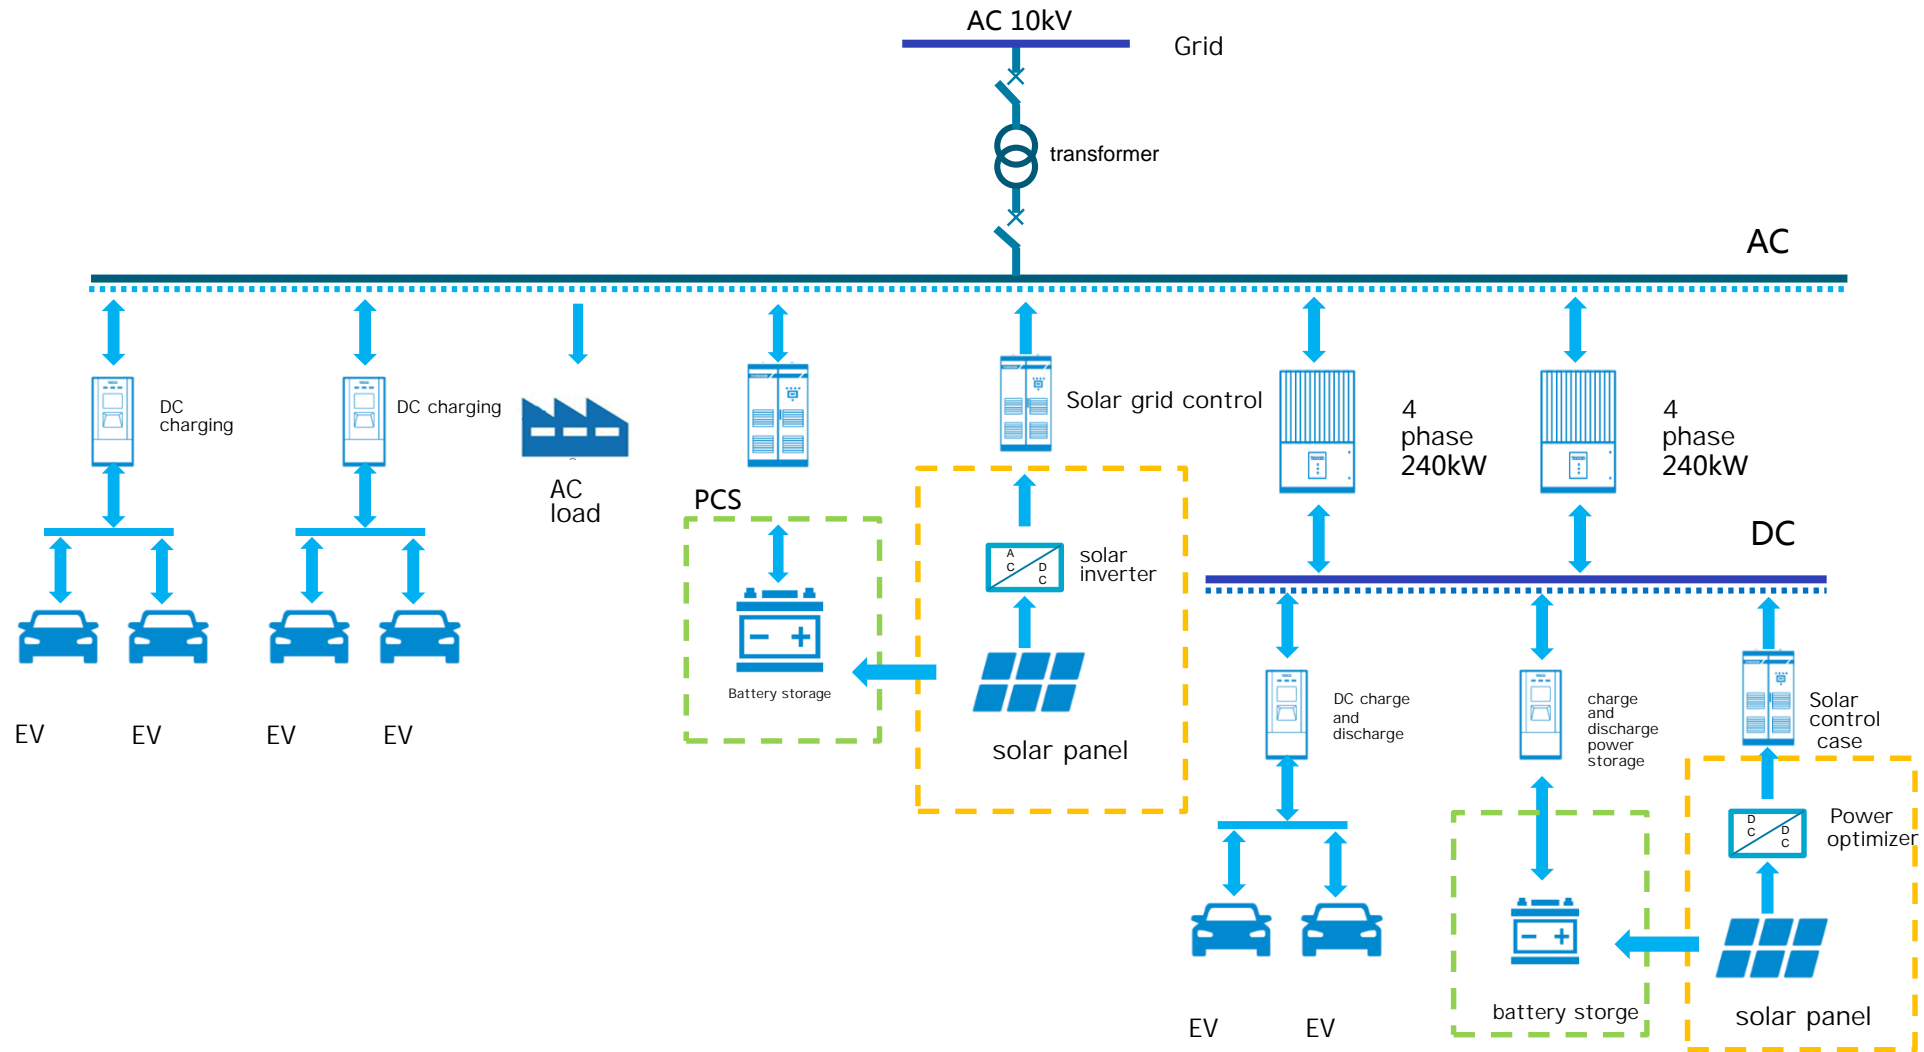 AC 10kV
Grid
transformer
AC
DC
charging
DC charging
AC
load
PCS
Solar grid control
4
phase
240kW
4
phase
240kW
DC
A
C
D
C
solar
inverter
Battery storage
solar panel
EV
EV
EV
EV
DC charge
and
discharge
charge
and
discharge
power
storage
Solar
control
case
D
C
D
C
Power
optimizer
battery storge
solar panel
EV
EV